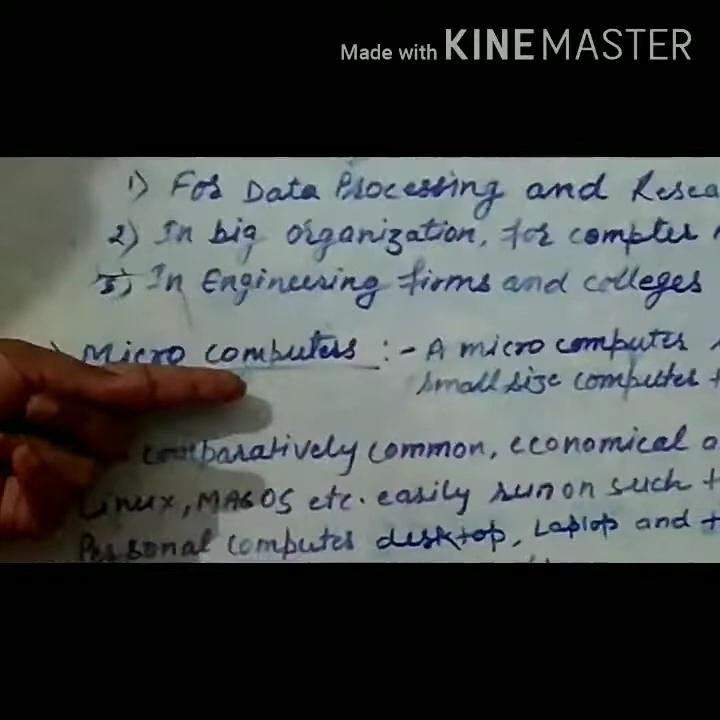 Made with KINEMASTER
1) For Data Processing and Resea
2) In big organization, for compter
3) In Engineering firms and colleges
Micro computers :- A micro computer
small size computer
comparatively common, economical a
Linux, MAC OS etc. easily run on such
Personal computer desktop, Laptop and